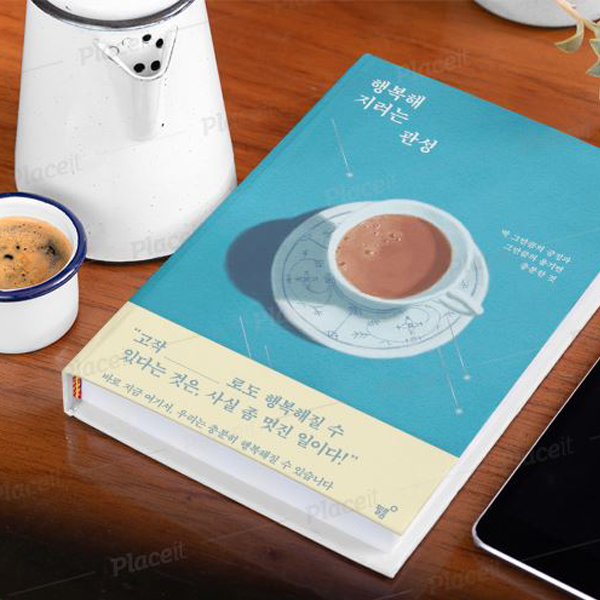 행복해
지려는
관성
딱 그만큼의 긍정과
그만큼의 용기면
충분한 것
“고작 ——— 로도 행복해질 수
있다는 것은, 사실 좀 멋진 일이다!”
바로 지금 여기서, 우리는 충분히 행복해질 수 있습니다
Placeit
Placeit
Placeit
Placeit
Placeit
Placeit
Placeit
Placeit
Placeit
Placeit